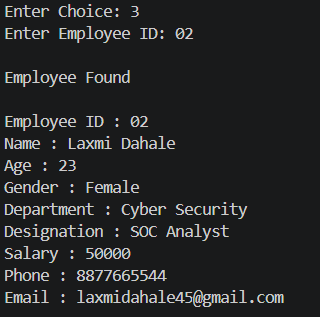 Enter Choice: 3
Enter Employee ID: 02
Employee Found
Employee ID : 02
Name : Laxmi Dahale
Age : 23
Gender : Female
Department : Cyber Security
Designation : SOC Analyst
Salary : 50000
Phone : 8877665544
Email : laxmidahale45@gmail.com